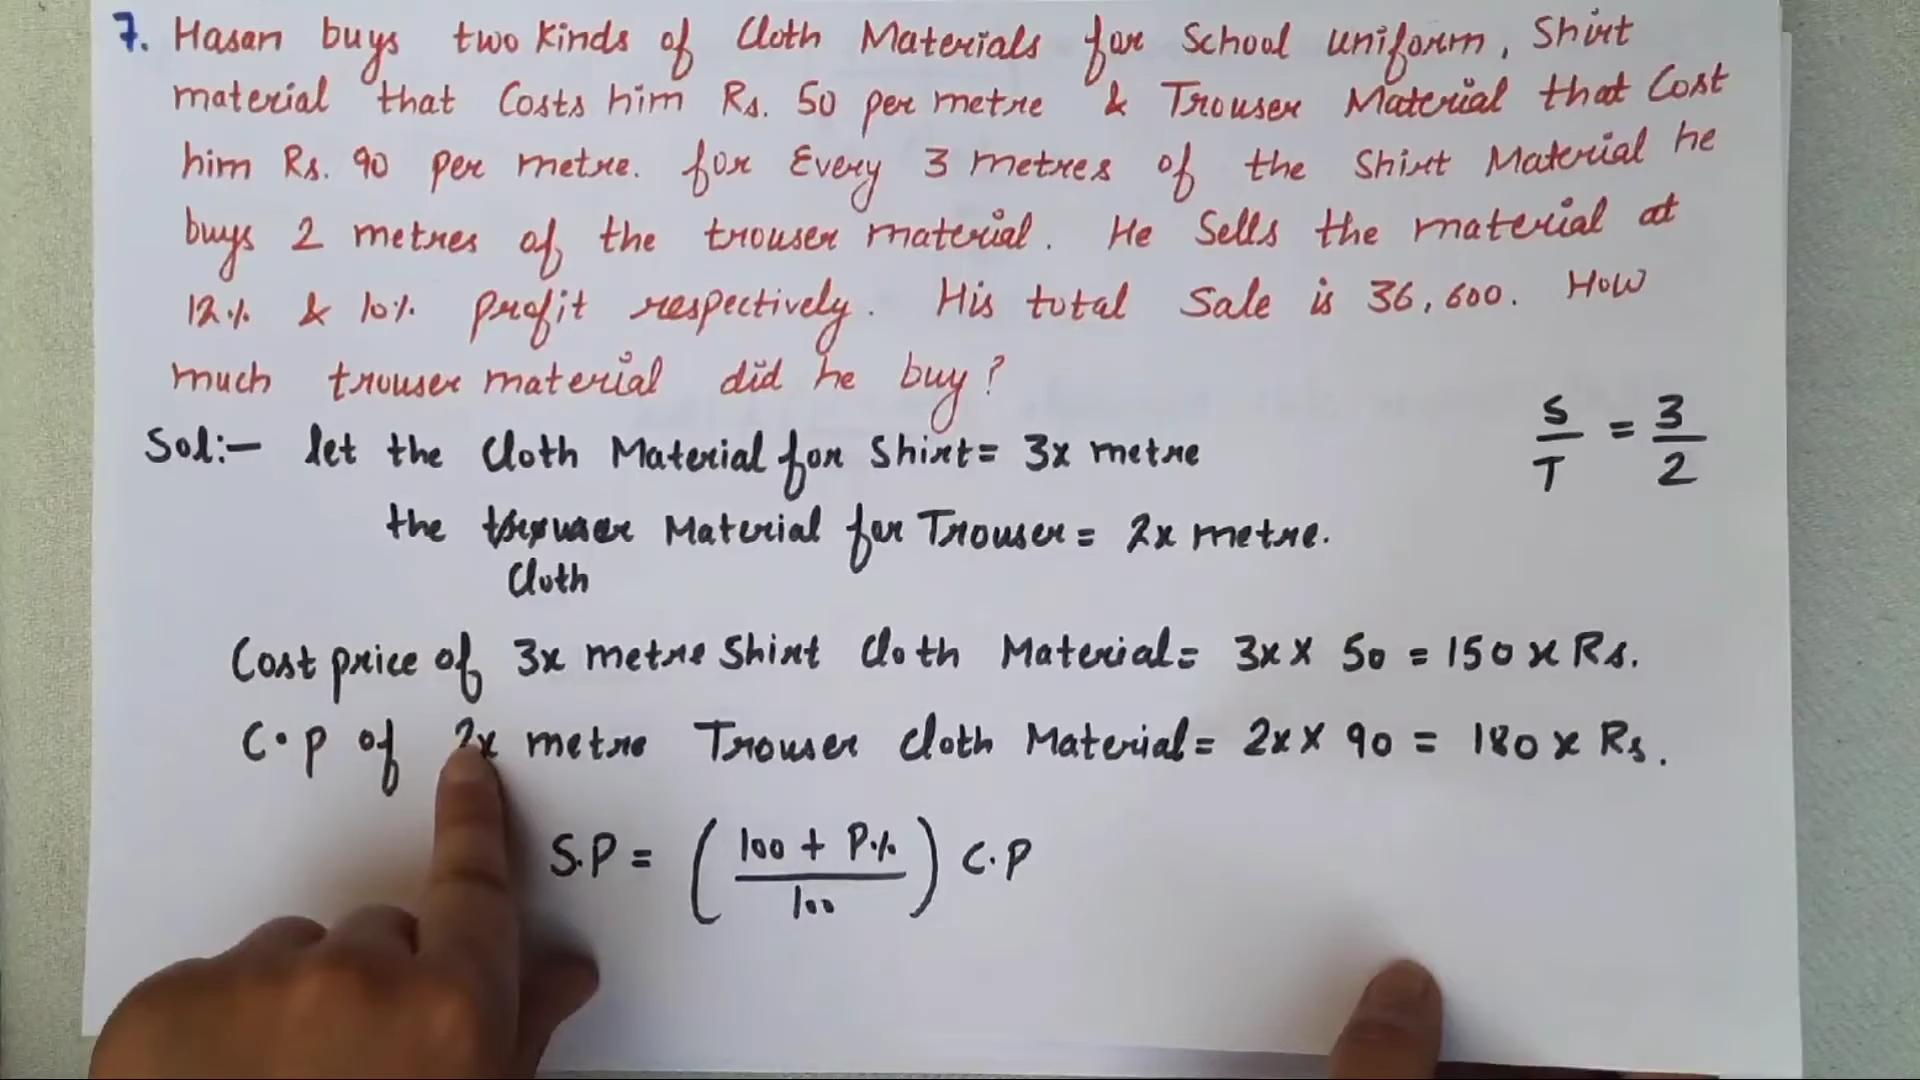 7. Hasan buys two kinds of Cloth Materials for School uniform, Shirt
material that Costs him Rs. 50 per metre & Trouser Material that Cost
him Rs. 90 per metre. for Every 3 metres of the Shirt Material he
buys 2 metres of the trouser material. He Sells the material at
12% & 10% profit respectively. His total Sale is 36,600. How
much trouser material did he buy?
S/T = 3/2
Sol:- let the Cloth Material for Shirt = 3x metre
the Material for Trouser = 2x metre.
Cloth
Cost price of 3x metre Shirt Cloth Material = 3x × 50 = 150x Rs.
C.P of 2x metre Trouser Cloth Material = 2x × 90 = 180x Rs.
S.P = (100 + P% / 100) C.P